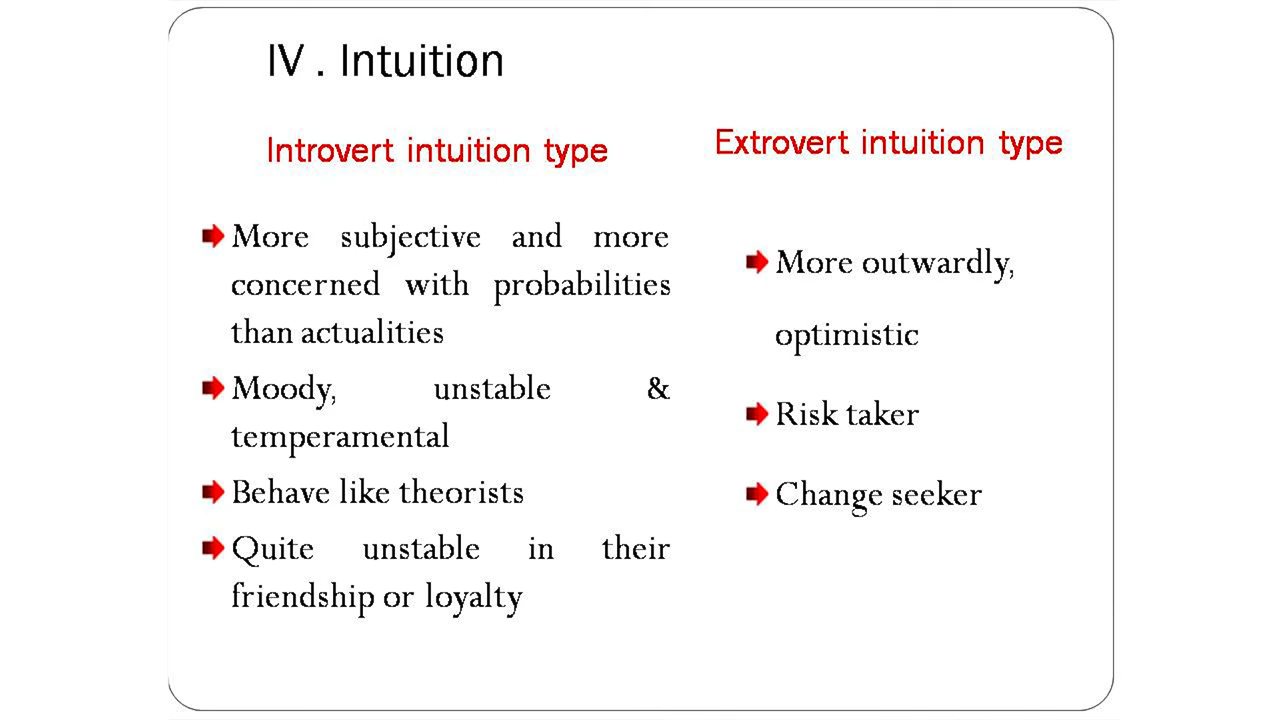 IV . Intuition
Introvert intuition type
More subjective and more
concerned with probabilities
than actualities
Moody, unstable &
temperamental
Behave like theorists
Quite unstable in their
friendship or loyalty
Extrovert intuition type
More outwardly,
optimistic
Risk taker
Change seeker